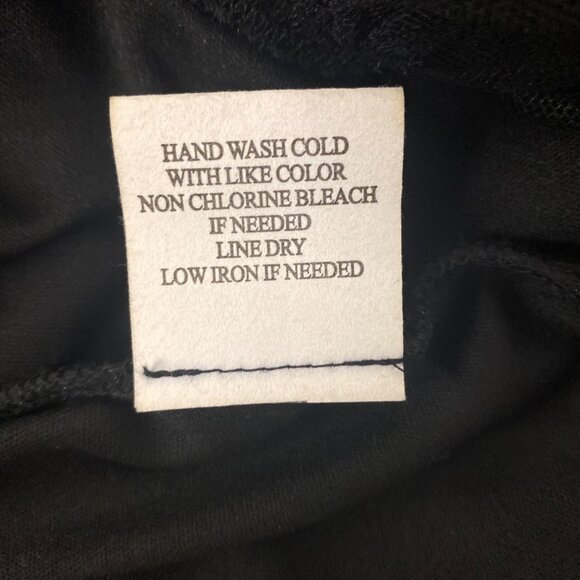 HAND WASH COLD
WITH LIKE COLOR
NON CHLORINE BLEACH
IF NEEDED
LINE DRY
LOW IRON IF NEEDED